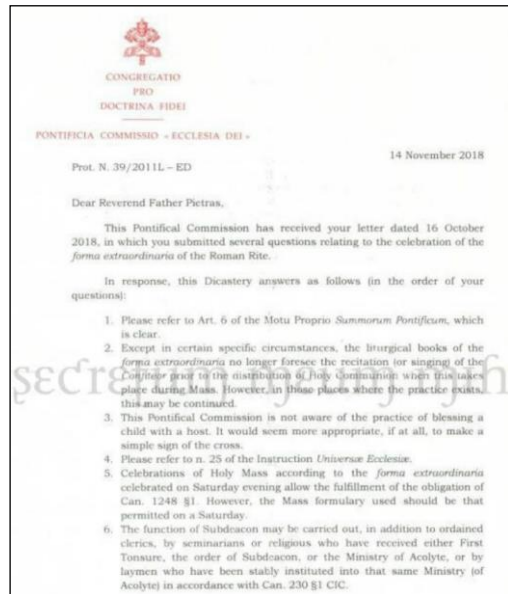 CONGREGATIO
PRO
DOCTRINA FIDEI
PONTIFICIA COMMISSIO «ECCLESIA DEI»
14 November 2018
Prot. N. 39/2011L – ED
Dear Reverend Father Pietras,
This Pontifical Commission has received your letter dated 16 October
2018, in which you submitted several questions relating to the celebration of the
forma extraordinaria of the Roman Rite.
In response, this Dicastery answers as follows (in the order of your
questions):
1. Please refer to Art. 6 of the Motu Proprio Summorum Pontificum, which
is clear.
2. Except in certain specific circumstances, the liturgical books of the
forma extraordinaria no longer foresee the recitation (or singing) of the
Confiteor prior to the distribution of Holy Communion when this takes
place during Mass. However, in those places where the practice exists,
this may be continued.
secretum meum mihi
3. This Pontifical Commission is not aware of the practice of blessing a
child with a host. It would seem more appropriate, if at all, to make a
simple sign of the cross.
4. Please refer to n. 25 of the Instruction Universæ Ecclesiæ.
5. Celebrations of Holy Mass according to the forma extraordinaria
celebrated on Saturday evening allow the fulfillment of the obligation of
Can. 1248 §1. However, the Mass formulary used should be that
permitted on a Saturday.
6. The function of Subdeacon may be carried out, in addition to ordained
clerics, by seminarians or religious who have received either First
Tonsure, the order of Subdeacon, or the Ministry of Acolyte, or by
laymen who have been stably instituted into that same Ministry (of
Acolyte) in accordance with Can. 230 §1 CIC.